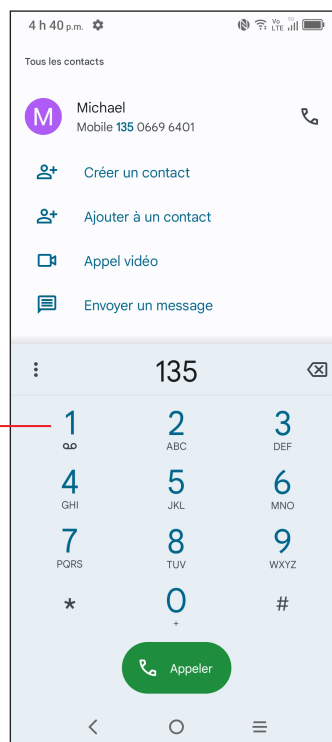 4 h 40 p.m. Vo LTE 5G
Tous les contacts
M Michael
Mobile 135 0669 6401
Créer un contact
Ajouter à un contact
Appel vidéo
Envoyer un message
135
1 2 3
ABC DEF
4 5 6
GHI JKL MNO
7 8 9
PQRS TUV WXYZ
* 0 #
+
Appeler